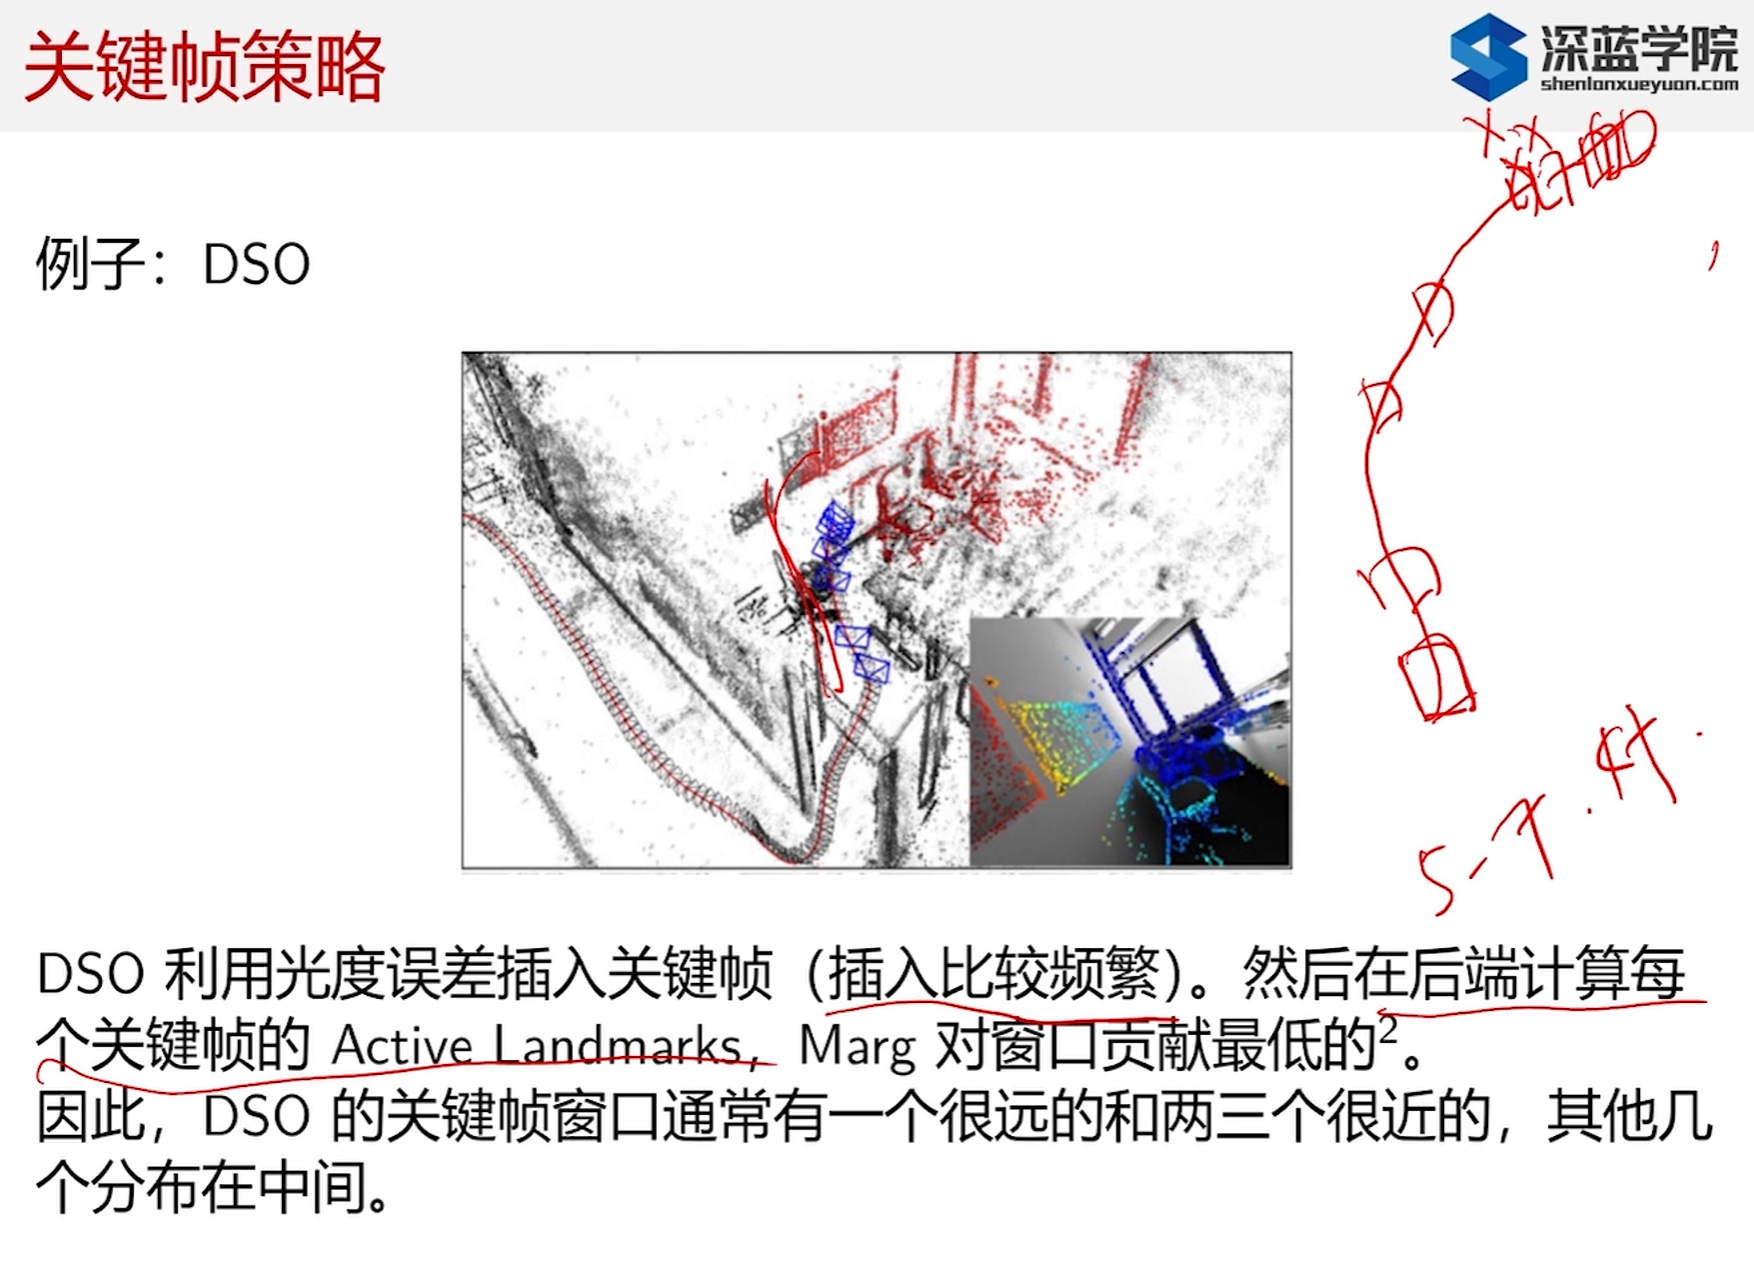 关键帧策略
深蓝学院
shenlanxueyuan.com
例子：DSO
5-7.
DSO 利用光度误差插入关键帧（插入比较频繁）。然后在后端计算每
个关键帧的 Active Landmarks，Marg 对窗口贡献最低的²。
因此，DSO 的关键帧窗口通常有一个很远的和两三个很近的，其他几
个分布在中间。